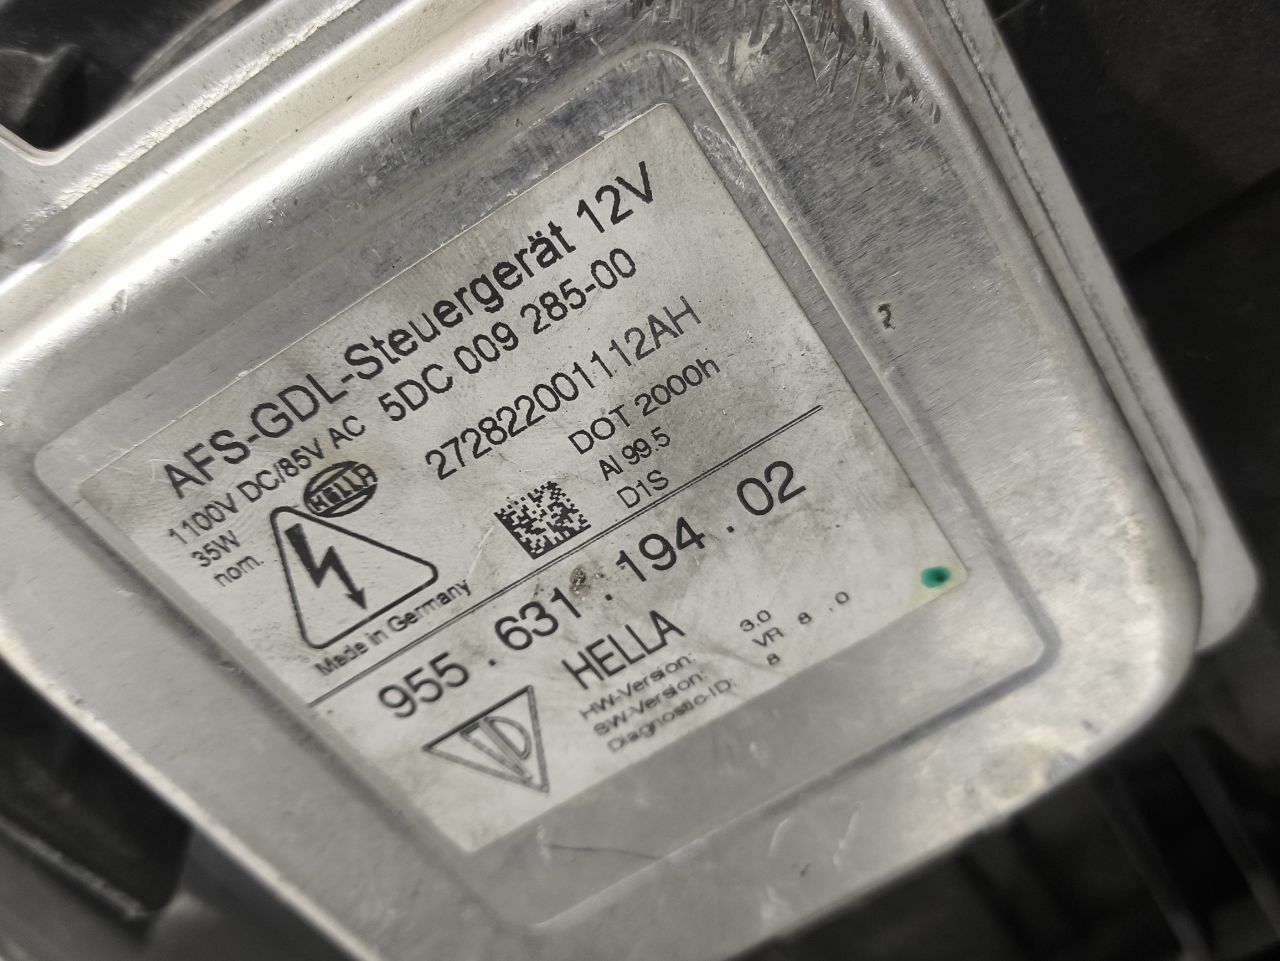 AFS-GDL-Steuergerät 12V
1100V DC/85V AC 5DC 009 285-00
35W
nom.
HELLA
272822001112AH
DOT 2000h
Al 99.5
D1S
Made in Germany
955.631.194.02
HELLA
HW-Version: 3.0
SW-Version: VR 8.0
Diagnostic-ID: 8